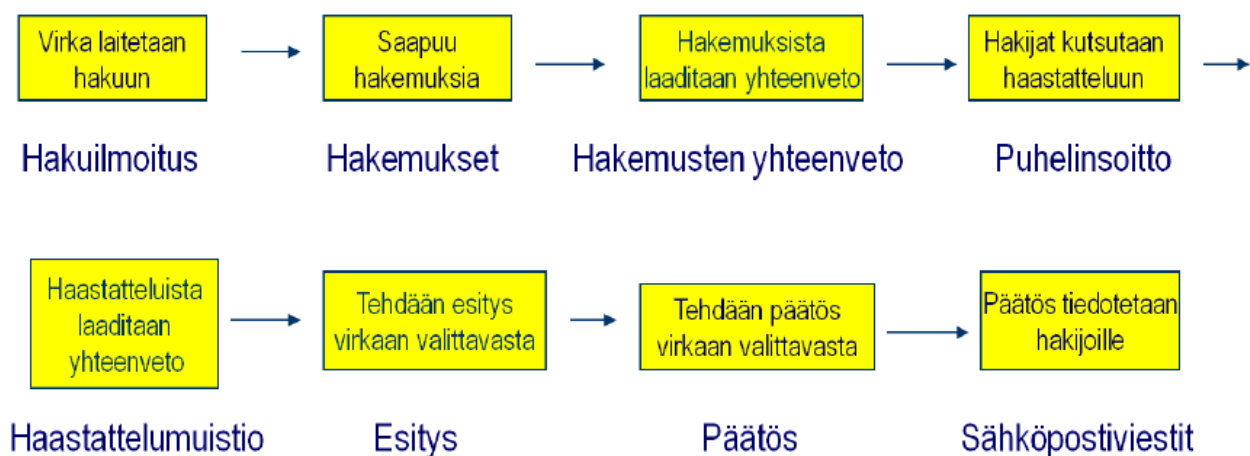 Virka laitetaan
hakuun
Saapuu
hakemuksia
Hakemuksista
laaditaan yhteenveto
Hakijat kutsutaan
haastatteluun
Hakuilmoitus
Hakemukset
Hakemusten yhteenveto
Puhelinsoitto
Haastatteluista
laaditaan
yhteenveto
Tehdään esitys
virkaan valittavasta
Tehdään päätös
virkaan valittavasta
Päätös tiedotetaan
hakijoille
Haastattelumuistio
Esitys
Päätös
Sähköpostiviestit